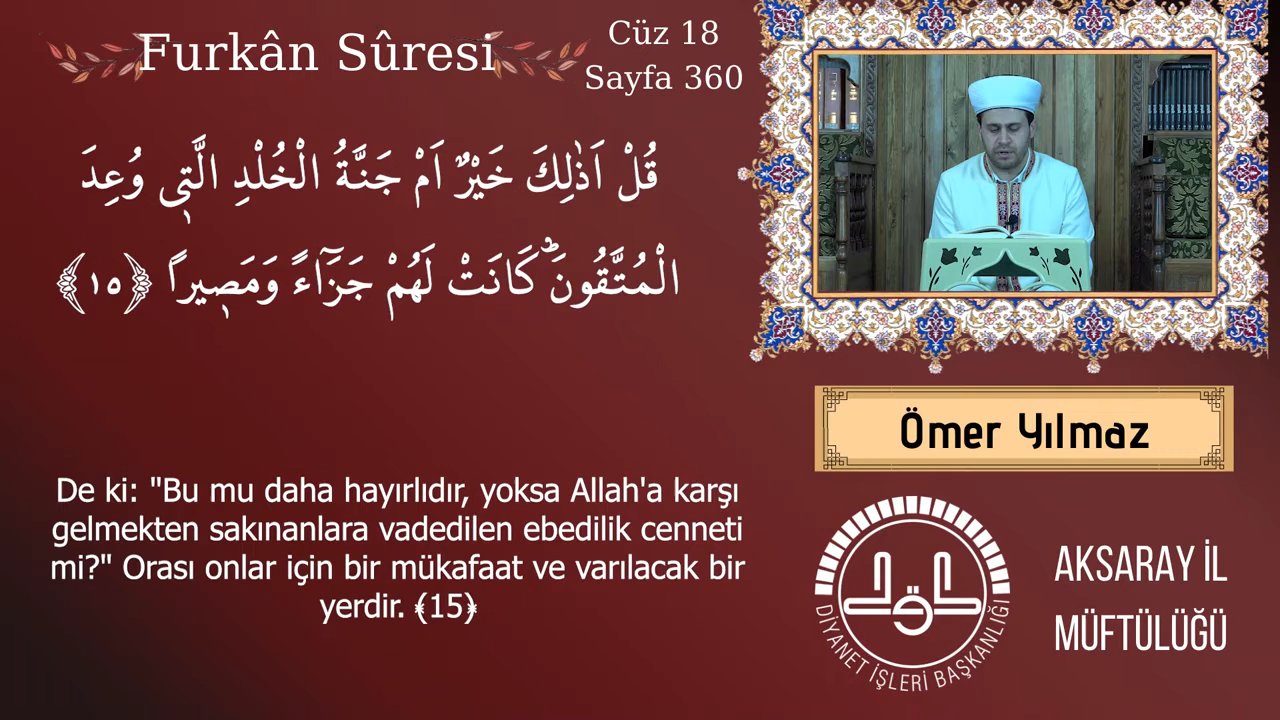 Furkân Sûresi
Cüz 18
Sayfa 360
قُلْ اَذٰلِكَ خَيْرٌ اَمْ جَنَّةُ الْخُلْدِ الَّت۪ي وُعِدَ
الْمُتَّقُونَۜ كَانَتْ لَهُمْ جَزَٓاءً وَمَص۪يراً ﴿١٥﴾
De ki: "Bu mu daha hayırlıdır, yoksa Allah'a karşı
gelmekten sakınanlara vadedilen ebedilik cenneti
mi?" Orası onlar için bir mükafaat ve varılacak bir
yerdir. ﴾15﴿
Ömer Yılmaz
DİYANET İŞLERİ BAŞKANLIĞI
AKSARAY İL
MÜFTÜLÜĞÜ